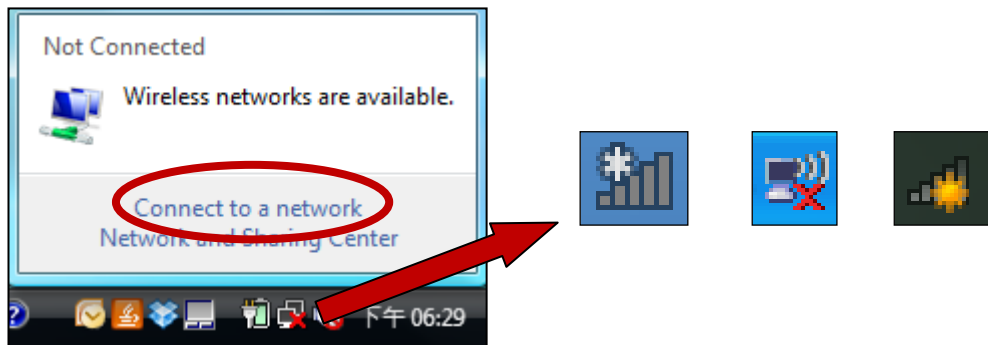 Not Connected
Wireless networks are available.
Connect to a network
Network and Sharing Center
?
下午 06:29